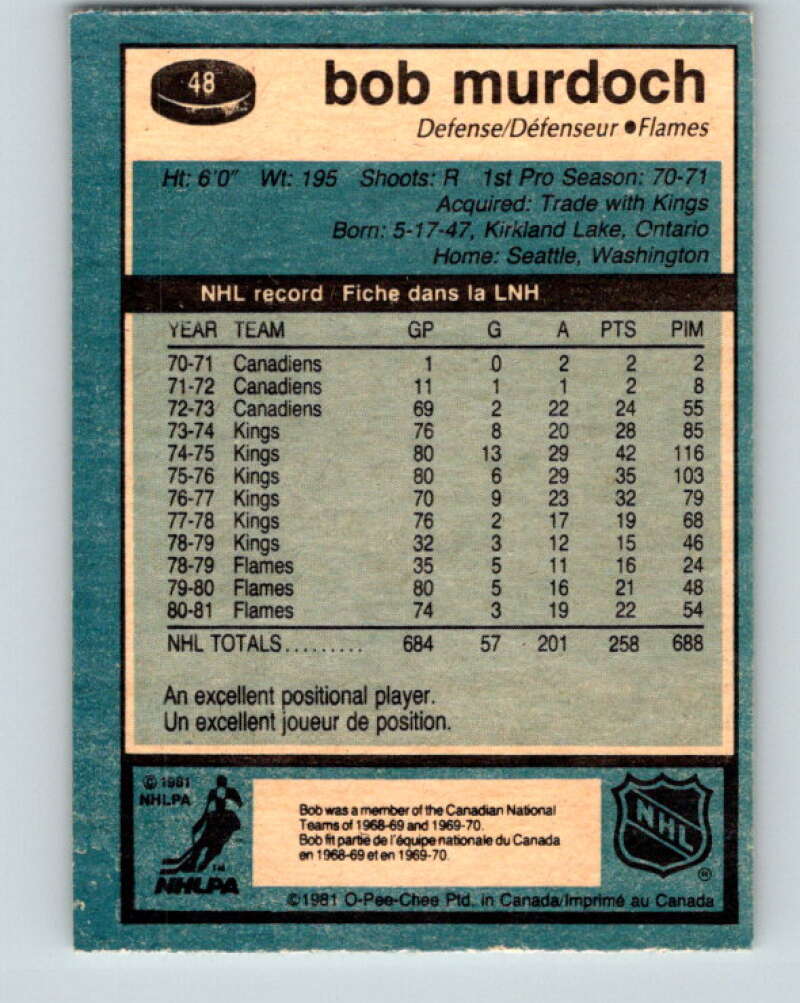 48
bob murdoch
Defense/Défenseur ●Flames
Ht: 6'0" Wt: 195 Shoots: R 1st Pro Season: 70-71
Acquired: Trade with Kings
Born: 5-17-47, Kirkland Lake, Ontario
Home: Seattle, Washington
NHL record / Fiche dans la LNH
YEAR TEAM GP G A PTS PIM
70-71 Canadiens 1 0 2 2 2
71-72 Canadiens 11 1 1 2 8
72-73 Canadiens 69 2 22 24 55
73-74 Kings 76 8 20 28 85
74-75 Kings 80 13 29 42 116
75-76 Kings 80 6 29 35 103
76-77 Kings 70 9 23 32 79
77-78 Kings 76 2 17 19 68
78-79 Kings 32 3 12 15 46
78-79 Flames 35 5 11 16 24
79-80 Flames 80 5 16 21 48
80-81 Flames 74 3 19 22 54
NHL TOTALS......... 684 57 201 258 688
An excellent positional player.
Un excellent joueur de position.
© 1981
NHLPA
NHLPA
Bob was a member of the Canadian National
Teams of 1968-69 and 1969-70.
Bob fit partie de l'équipe nationale du Canada
en 1968-69 et en 1969-70.
NHL
®
©1981 O-Pee-Chee Ptd. in Canada/Imprimé au Canada